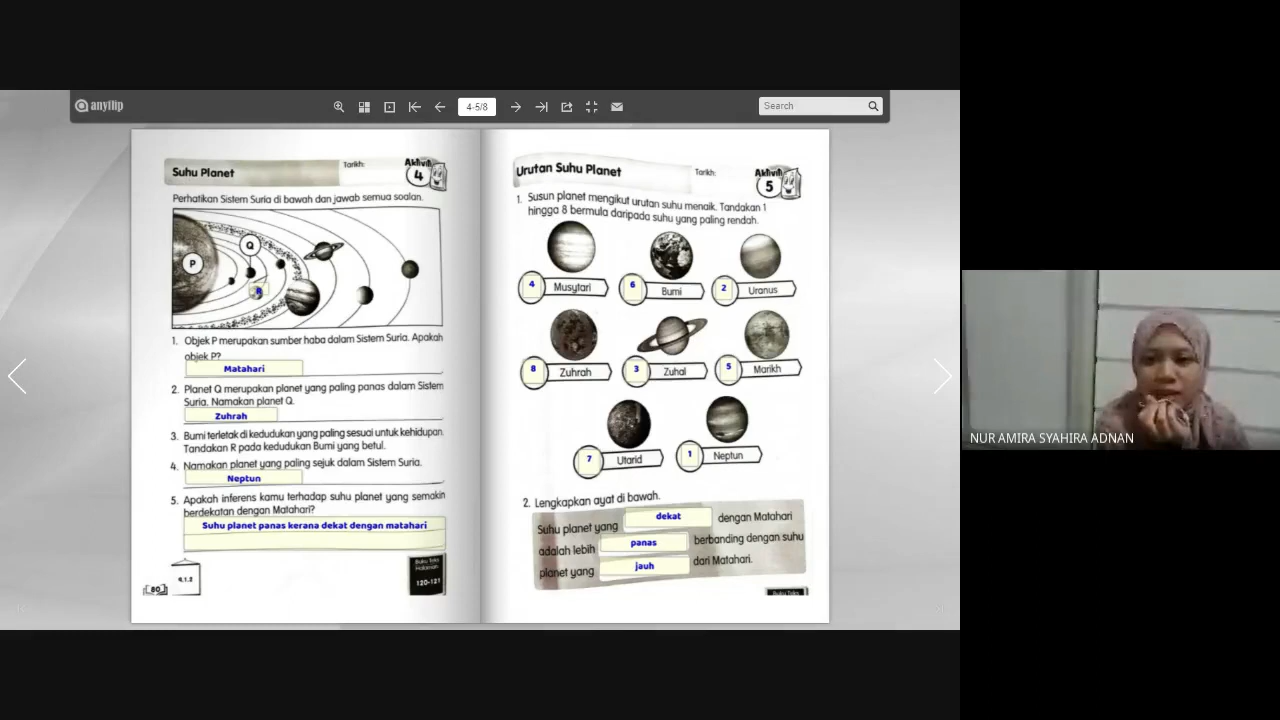 anyflip
4-5/8
Search
Suhu Planet
Tarikh:
Aktiviti
4
Perhatikan Sistem Suria di bawah dan jawab semua soalan.
P
Q
R
1. Objek P merupakan sumber haba dalam Sistem Suria. Apakah
objek P?
Matahari
2. Planet Q merupakan planet yang paling panas dalam Sistem
Suria. Namakan planet Q.
Zuhrah
3. Bumi terletak di kedudukan yang paling sesuai untuk kehidupan.
Tandakan R pada kedudukan Bumi yang betul.
4. Namakan planet yang paling sejuk dalam Sistem Suria.
Neptun
5. Apakah inferens kamu terhadap suhu planet yang semakin
berdekatan dengan Matahari?
Suhu planet panas kerana dekat dengan matahari
80
4.1.2
Buku Teks
Halaman
120-121
Urutan Suhu Planet
Tarikh:
Aktiviti
5
1. Susun planet mengikut urutan suhu menaik. Tandakan 1
hingga 8 bermula daripada suhu yang paling rendah.
4 Musytari
6 Bumi
2 Uranus
8 Zuhrah
3 Zuhal
5 Marikh
7 Utarid
1 Neptun
2. Lengkapkan ayat di bawah.
Suhu planet yang dekat dengan Matahari
adalah lebih panas berbanding dengan suhu
planet yang jauh dari Matahari.
Buku Teks
NUR AMIRA SYAHIRA ADNAN